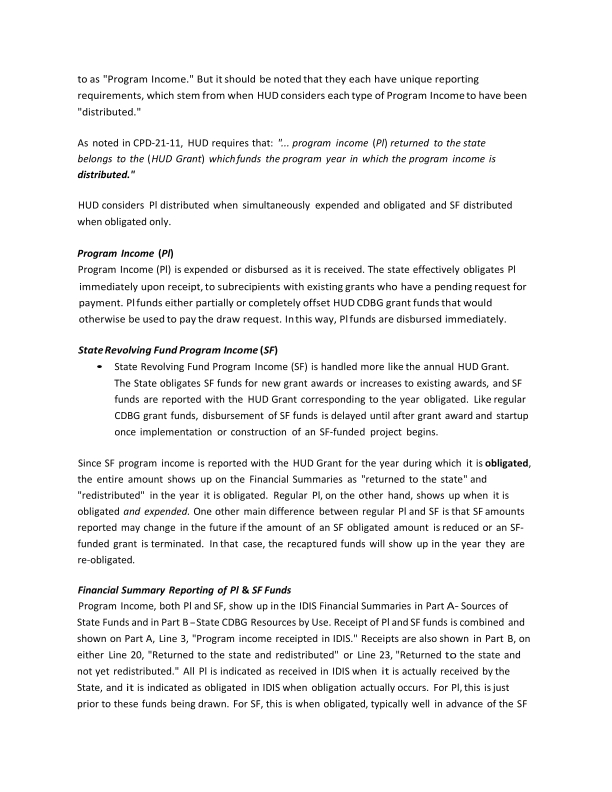 to as "Program Income." But it should be noted that they each have unique reporting
requirements, which stem from when HUD considers each type of Program Income to have been
"distributed."
As noted in CPD-21-11, HUD requires that: "... program income (Pl) returned to the state
belongs to the (HUD Grant) which funds the program year in which the program income is
distributed."
HUD considers Pl distributed when simultaneously expended and obligated and SF distributed
when obligated only.
Program Income (Pl)
Program Income (Pl) is expended or disbursed as it is received. The state effectively obligates Pl
immediately upon receipt, to subrecipients with existing grants who have a pending request for
payment. Pl funds either partially or completely offset HUD CDBG grant funds that would
otherwise be used to pay the draw request. In this way, Pl funds are disbursed immediately.
State Revolving Fund Program Income (SF)
• State Revolving Fund Program Income (SF) is handled more like the annual HUD Grant.
The State obligates SF funds for new grant awards or increases to existing awards, and SF
funds are reported with the HUD Grant corresponding to the year obligated. Like regular
CDBG grant funds, disbursement of SF funds is delayed until after grant award and startup
once implementation or construction of an SF-funded project begins.
Since SF program income is reported with the HUD Grant for the year during which it is obligated,
the entire amount shows up on the Financial Summaries as "returned to the state" and
"redistributed" in the year it is obligated. Regular Pl, on the other hand, shows up when it is
obligated and expended. One other main difference between regular Pl and SF is that SF amounts
reported may change in the future if the amount of an SF obligated amount is reduced or an SF-
funded grant is terminated. In that case, the recaptured funds will show up in the year they are
re-obligated.
Financial Summary Reporting of Pl & SF Funds
Program Income, both Pl and SF, show up in the IDIS Financial Summaries in Part A- Sources of
State Funds and in Part B – State CDBG Resources by Use. Receipt of Pl and SF funds is combined and
shown on Part A, Line 3, "Program income receipted in IDIS." Receipts are also shown in Part B, on
either Line 20, "Returned to the state and redistributed" or Line 23, "Returned to the state and
not yet redistributed." All Pl is indicated as received in IDIS when it is actually received by the
State, and it is indicated as obligated in IDIS when obligation actually occurs. For Pl, this is just
prior to these funds being drawn. For SF, this is when obligated, typically well in advance of the SF